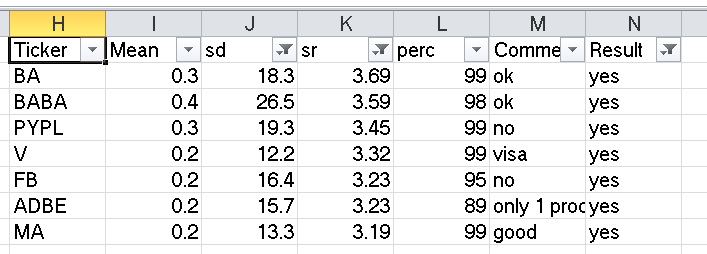 H I J K L M N
Ticker Mean sd sr perc Comme Result
BA 0.3 18.3 3.69 99 ok yes
BABA 0.4 26.5 3.59 98 ok yes
PYPL 0.3 19.3 3.45 99 no yes
V 0.2 12.2 3.32 99 visa yes
FB 0.2 16.4 3.23 95 no yes
ADBE 0.2 15.7 3.23 89 only 1 proc yes
MA 0.2 13.3 3.19 99 good yes